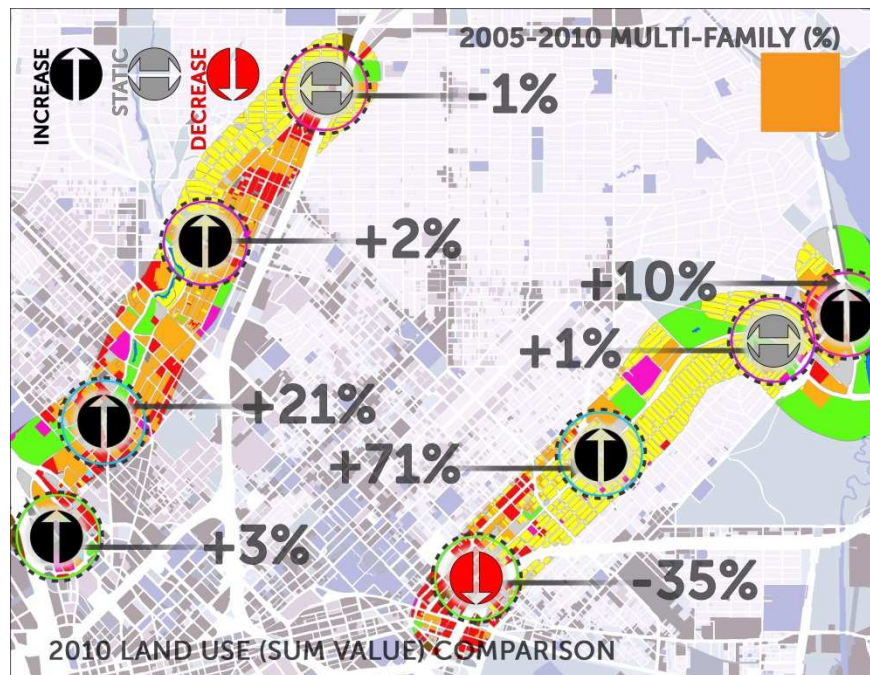 INCREASE
STATIC
DECREASE
2005-2010 MULTI-FAMILY (%)
-1%
+2%
+10%
+1%
+21%
+71%
+3%
-35%
2010 LAND USE (SUM VALUE) COMPARISON